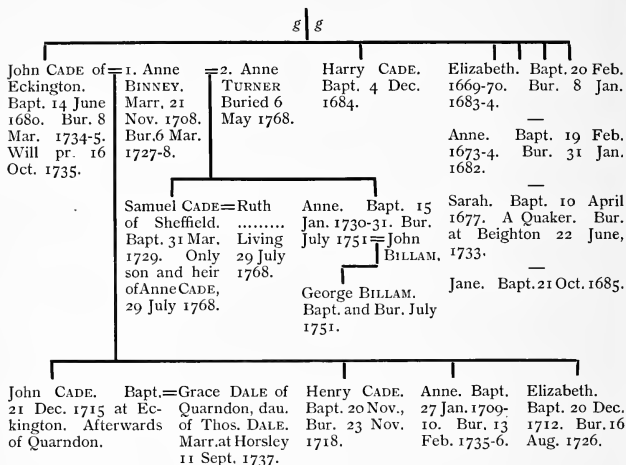 g g
John CADE of
Eckington.
Bapt. 14 June
1680. Bur. 8
Mar. 1734-5.
Will pr. 16
Oct. 1735.
=1. Anne
BINNEY.
Marr, 21
Nov. 1708.
Bur. 6 Mar.
1727-8.
=2. Anne
TURNER
Buried 6
May 1768.
Harry CADE.
Bapt. 4 Dec.
1684.
Elizabeth. Bapt. 20 Feb.
1669-70. Bur. 8 Jan.
1683-4.
—
Anne. Bapt. 19 Feb.
1673-4. Bur. 31 Jan.
1682.
—
Sarah. Bapt. 10 April
1677. A Quaker. Bur.
at Beighton 22 June,
1733.
—
Jane. Bapt. 21 Oct. 1685.
Samuel CADE=
of Sheffield.
Bapt. 31 Mar.
1729. Only
son and heir
of Anne CADE,
29 July 1768.
Ruth
.........
Living
29 July
1768.
Anne. Bapt. 15
Jan. 1730-31. Bur.
July 1751=John
BILLAM.
George BILLAM.
Bapt. and Bur. July
1751.
John CADE. Bapt.=
21 Dec. 1715 at Ec-
kington. Afterwards
of Quarndon.
Grace DALE of
Quarndon, dau.
of Thos. DALE.
Marr. at Horsley
11 Sept. 1737.
Henry CADE.
Bapt. 20 Nov.,
Bur. 23 Nov.
1718.
Anne. Bapt.
27 Jan. 1709-
10. Bur. 13
Feb. 1735-6.
Elizabeth.
Bapt. 20 Dec.
1712. Bur. 16
Aug. 1726.